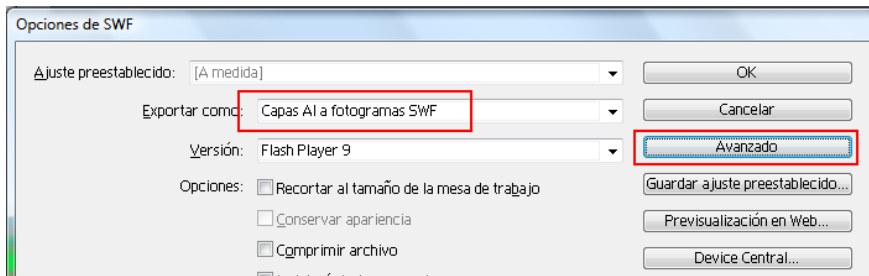 Opciones de SWF
Ajuste preestablecido: [A medida]
OK
Exportar como: Capas AI a fotogramas SWF
Cancelar
Versión: Flash Player 9
Avanzado
Opciones: Recortar al tamaño de la mesa de trabajo
Guardar ajuste preestablecido...
Conservar apariencia
Previsualización en Web...
Comprimir archivo
Device Central...